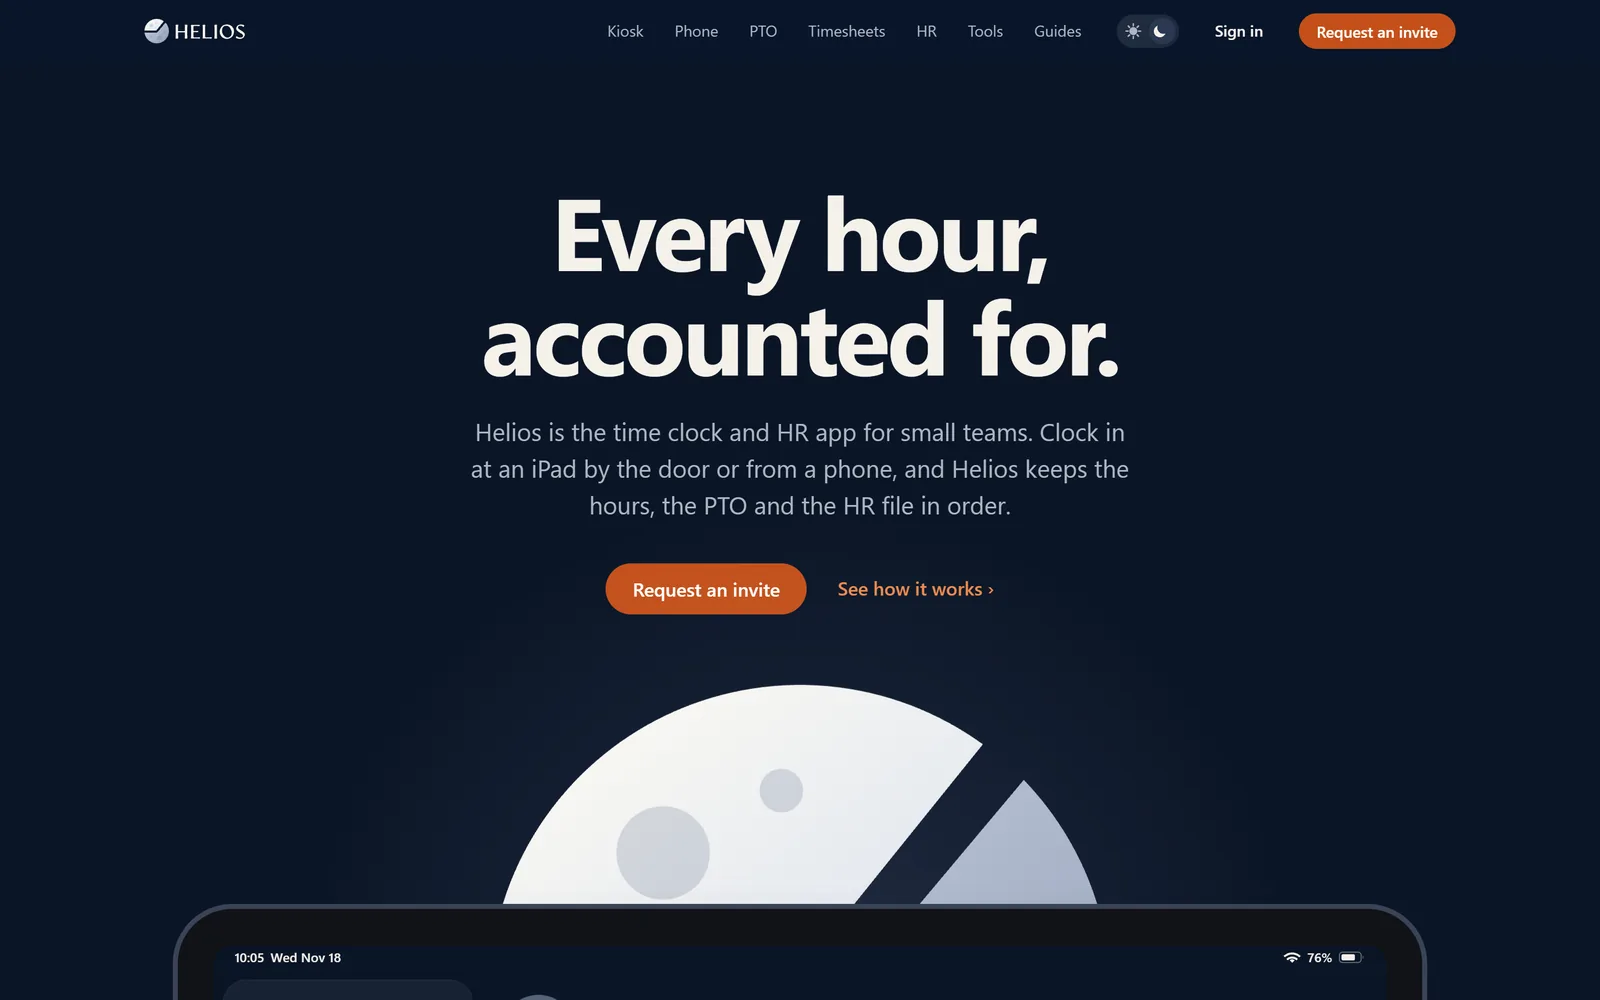 HELIOS
Kiosk
Phone
PTO
Timesheets
HR
Tools
Guides
Sign in
Request an invite
Every hour,
accounted for.
Helios is the time clock and HR app for small teams. Clock in
at an iPad by the door or from a phone, and Helios keeps the
hours, the PTO and the HR file in order.
Request an invite
See how it works ›
10:05 Wed Nov 18
76%